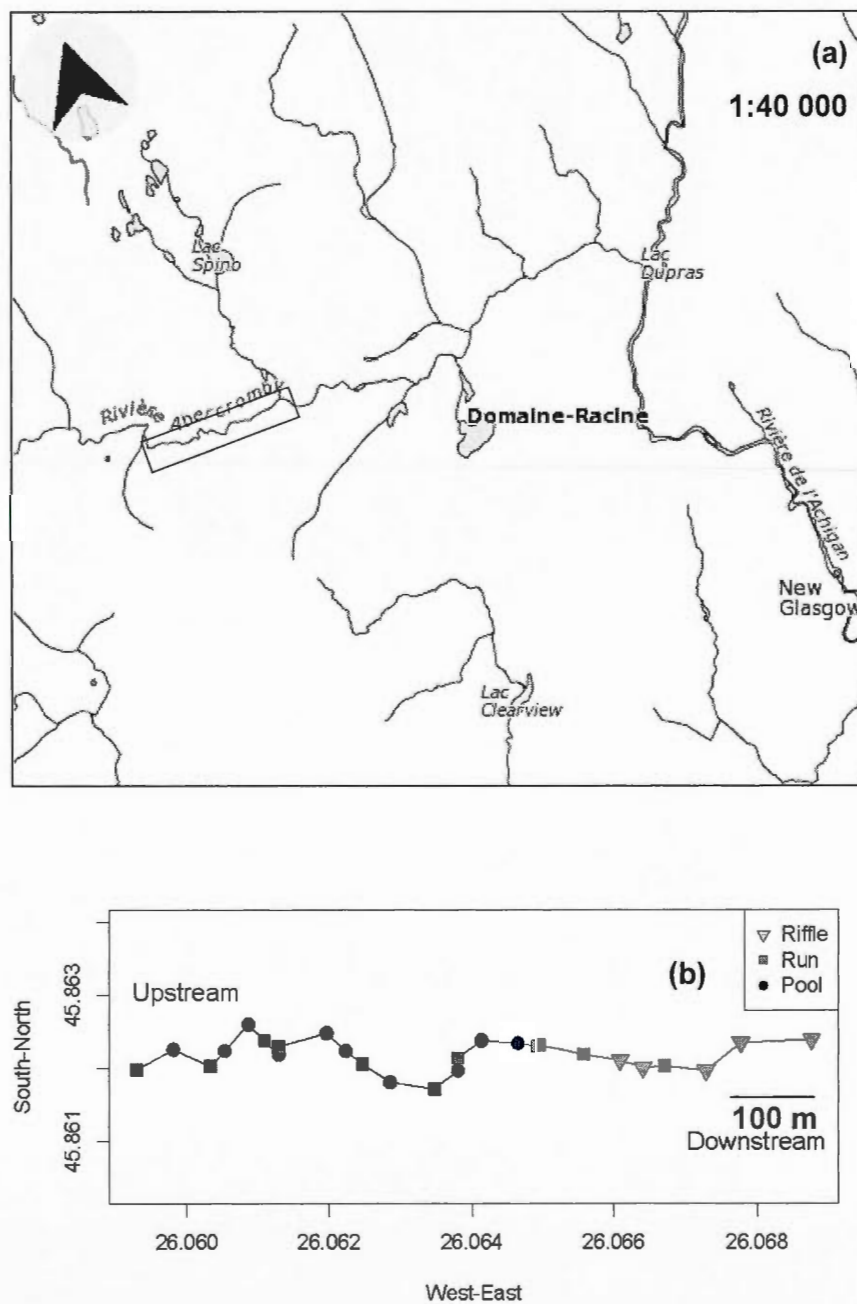 (a)
1:40 000
Lac
Spino
Lac
Dupras
Rivière Abercromby
Domaine-Racine
Rivière de l'Achigan
New
Glasgow
Lac
Clearview
(b)
Riffle
Run
Pool
Upstream
45.863
South-North
45.861
100 m
Downstream
26.060 26.062 26.064 26.066 26.068
West-East